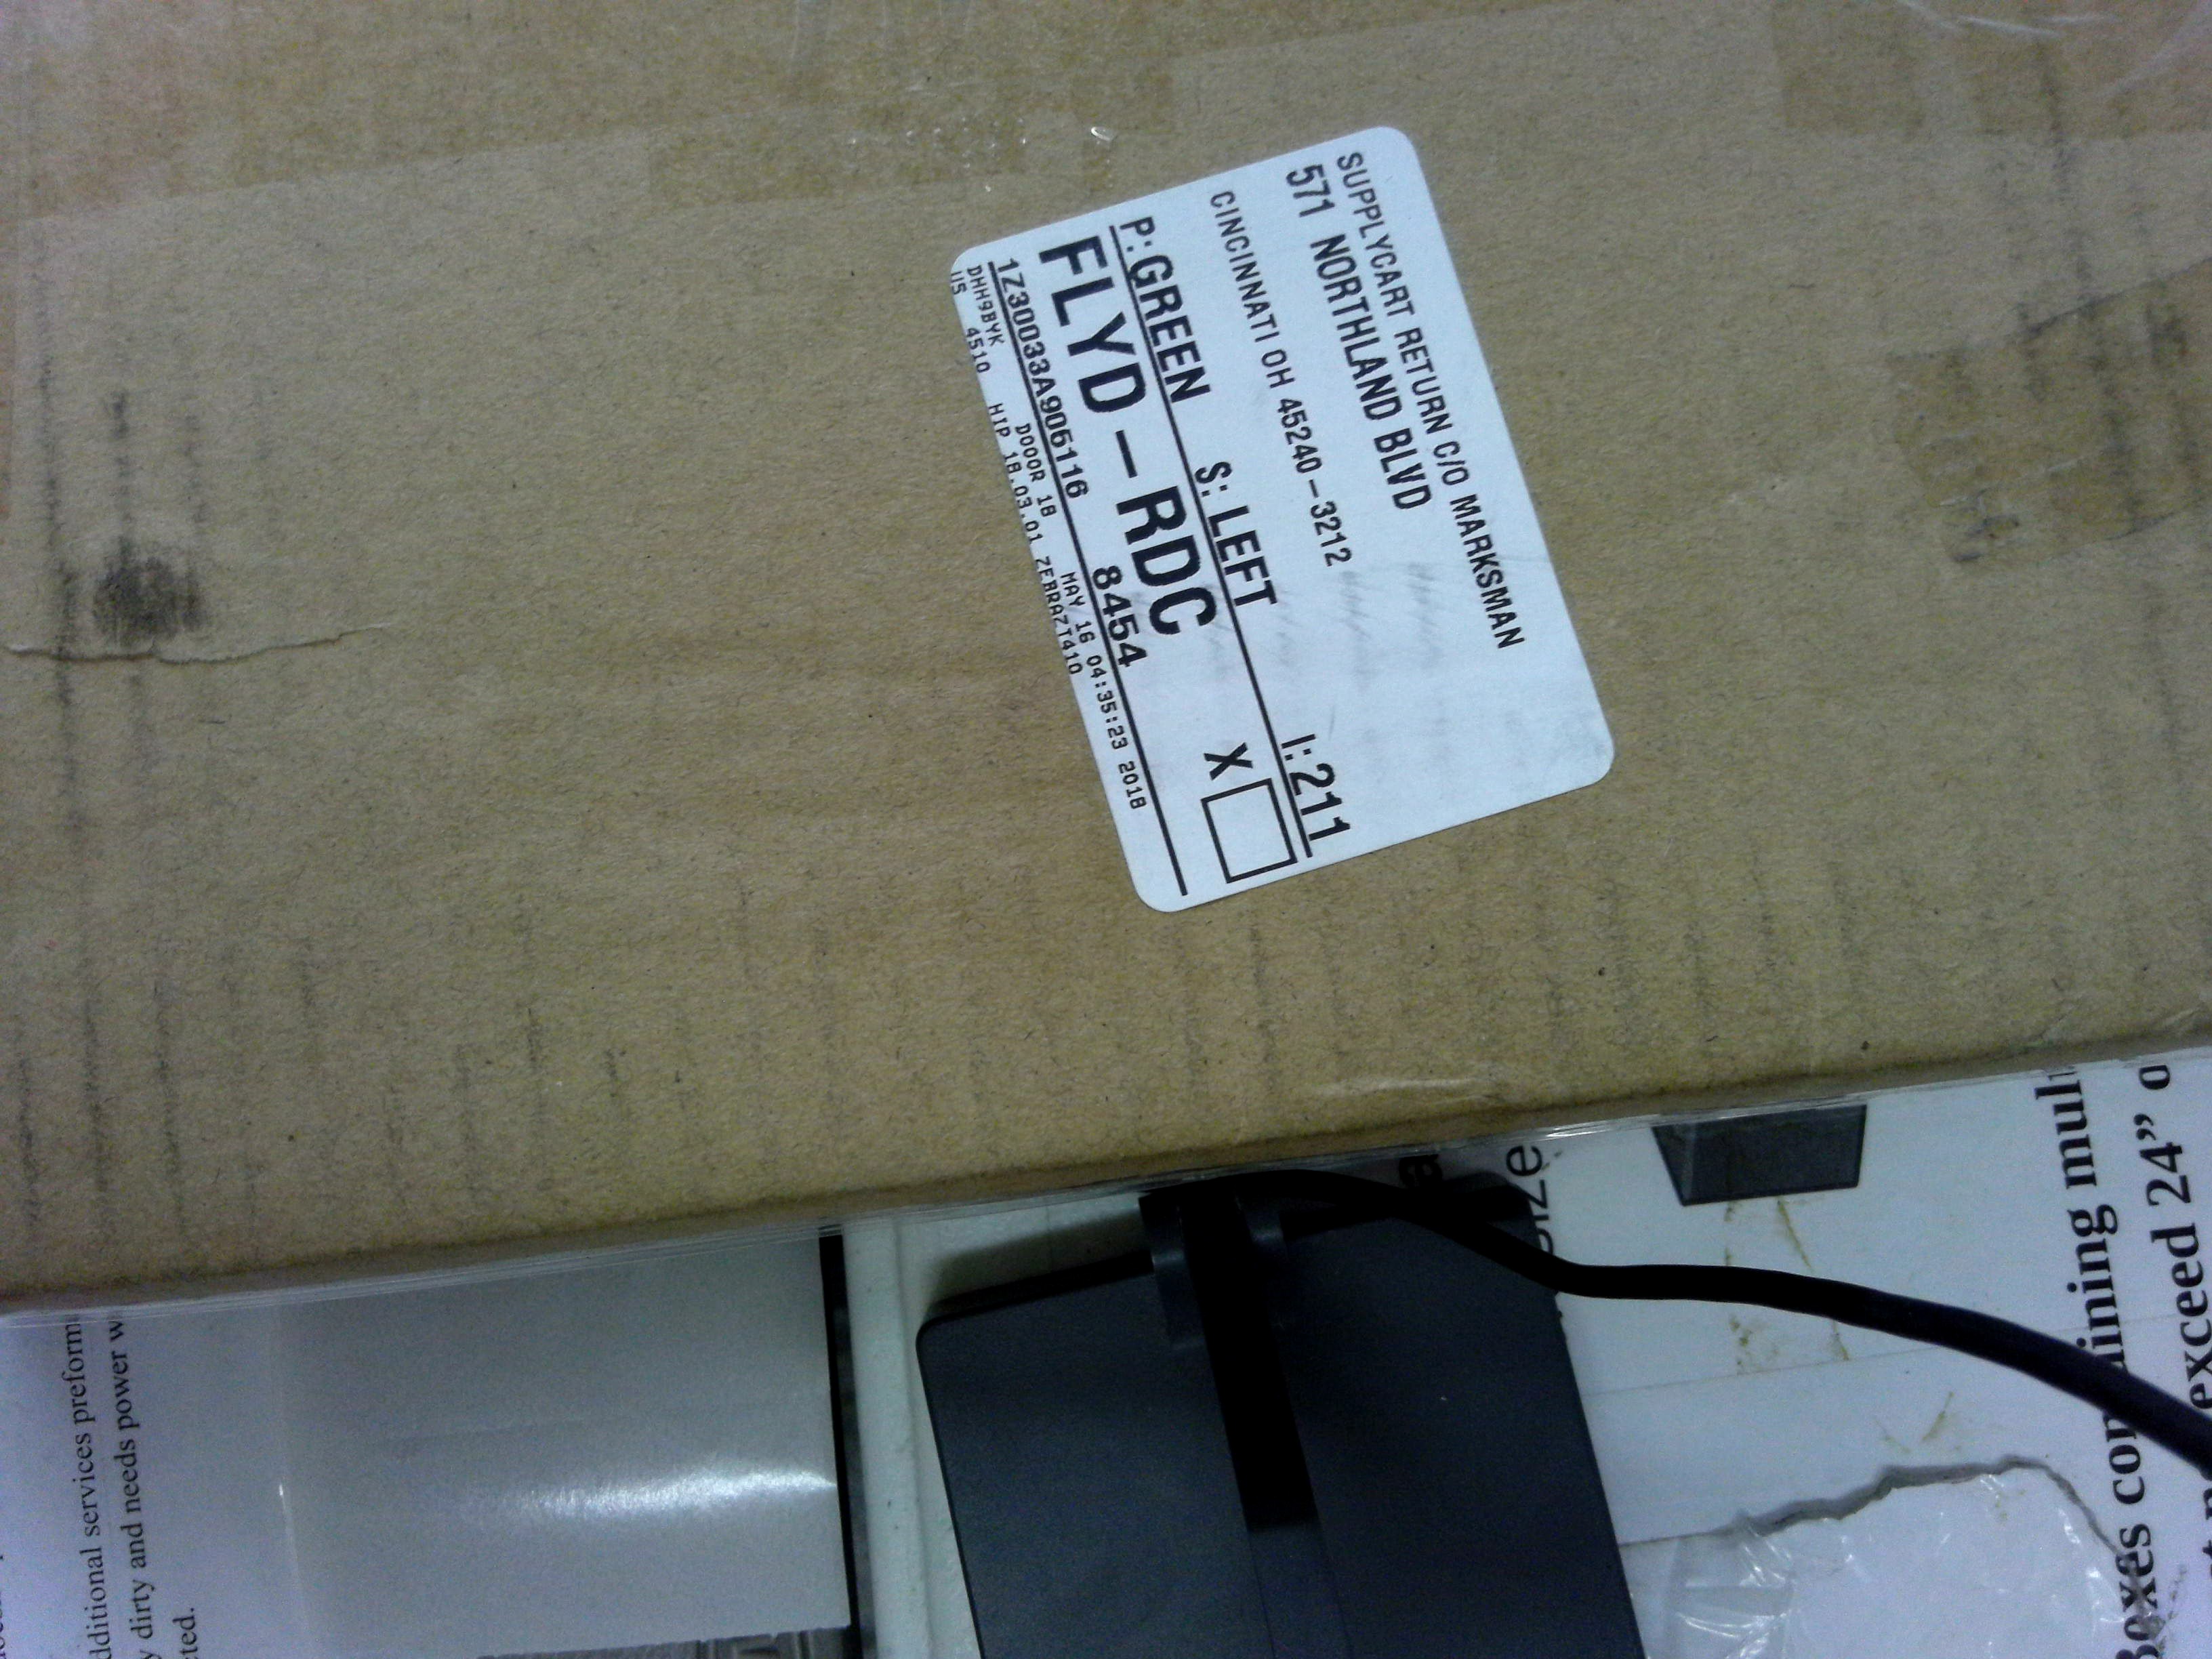 SUPPLYCART RETURN C/O MARKSMAN
571 NORTHLAND BLVD
CINCINNATI OH 45240-3212
P: GREEN S: LEFT I: 211
FLYD-RDC X
1Z30033A906116 8454
DOOR 18 MAY 16 04:35:23 2018
DHH9BYK HIP 18.03.01 ZEBRAZT410
US 4510
dditional services preform
dirty and needs power
cted.
size
Boxes containing mult
exceed 24” o